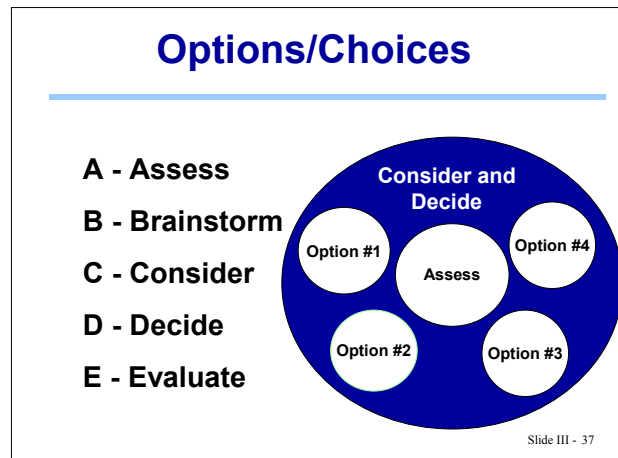 Options/Choices
A - Assess
B - Brainstorm
C - Consider
D - Decide
E - Evaluate
Consider and
Decide
Option #1
Option #4
Assess
Option #2
Option #3
Slide III - 37